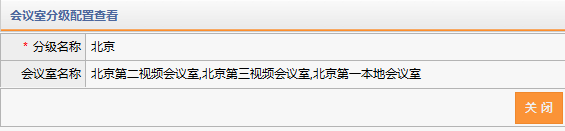 会议室分级配置查看
* 分级名称 北京
会议室名称 北京第二视频会议室,北京第三视频会议室,北京第一本地会议室
关 闭